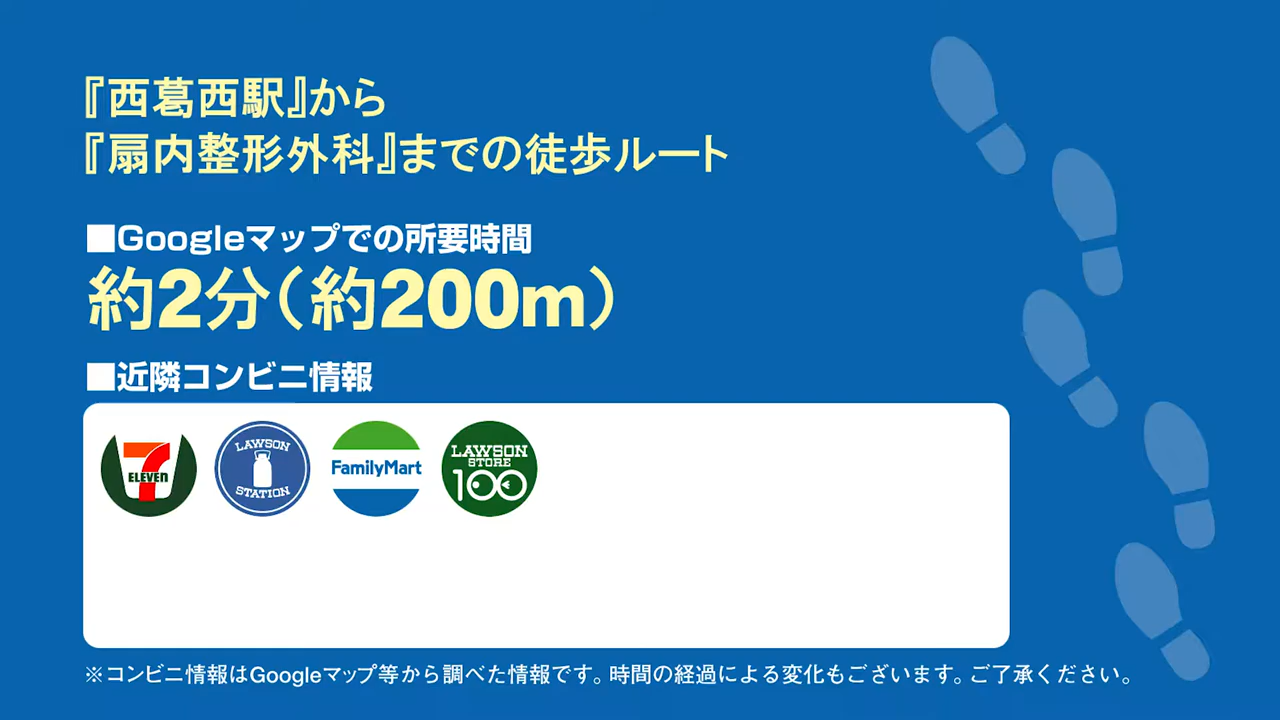 『西葛西駅』から
『扇内整形外科』までの徒歩ルート
■Googleマップでの所要時間
約2分（約200m）
■近隣コンビニ情報
7 ELEVEN
LAWSON STATION
FamilyMart
LAWSON STORE 100
※コンビニ情報はGoogleマップ等から調べた情報です。時間の経過による変化もございます。ご了承ください。